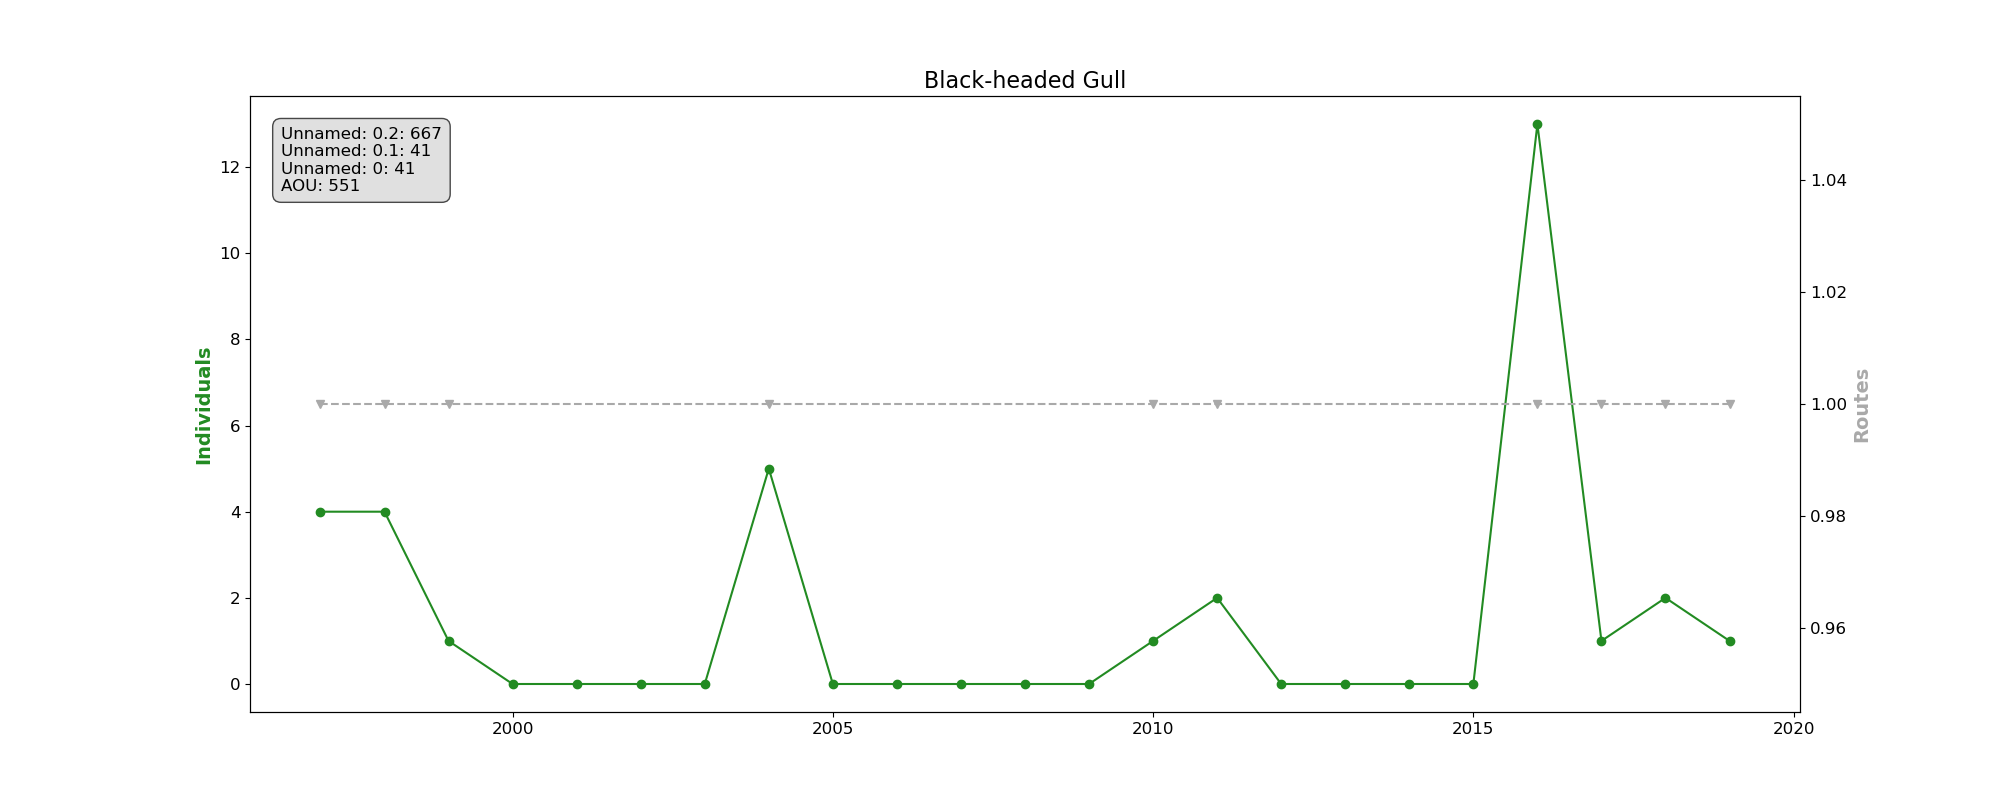 Black-headed Gull
Unnamed: 0.2: 667
Unnamed: 0.1: 41
Unnamed: 0: 41
AOU: 551
12
10
8
6
4
2
0
Individuals
1.04
1.02
1.00
0.98
0.96
Routes
2000
2005
2010
2015
2020